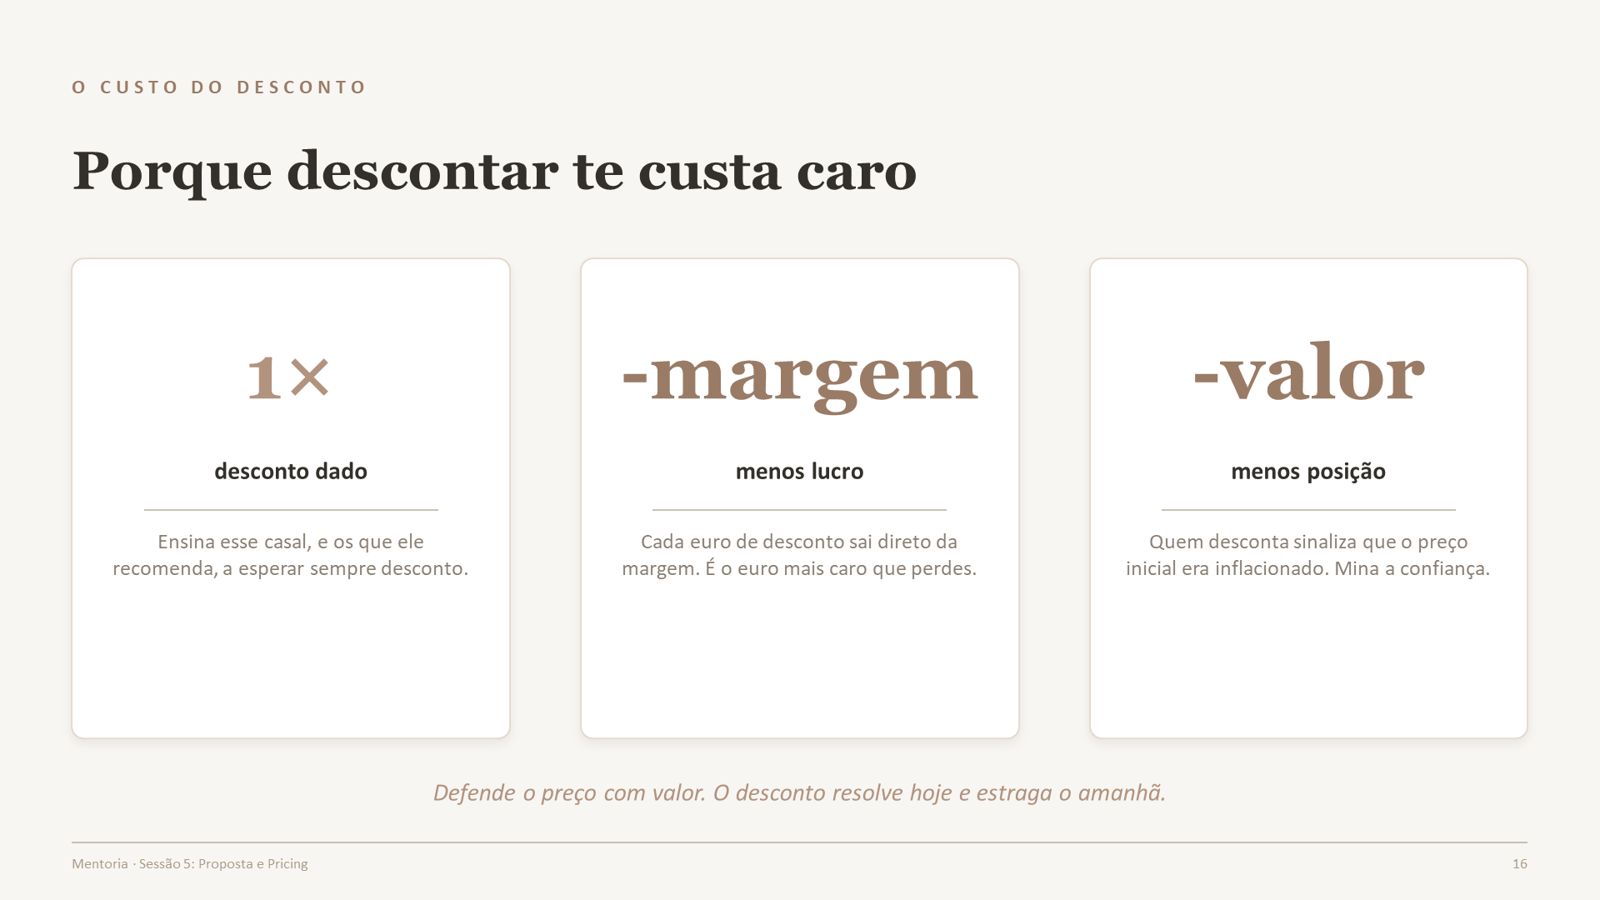 O CUSTO DO DESCONTO
Porque descontar te custa caro
1×
desconto dado
Ensina esse casal, e os que ele
recomenda, a esperar sempre desconto.
-margem
menos lucro
Cada euro de desconto sai direto da
margem. É o euro mais caro que perdes.
-valor
menos posição
Quem desconta sinaliza que o preço
inicial era inflacionado. Mina a confiança.
Defende o preço com valor. O desconto resolve hoje e estraga o amanhã.
Mentoria · Sessão 5: Proposta e Pricing
16